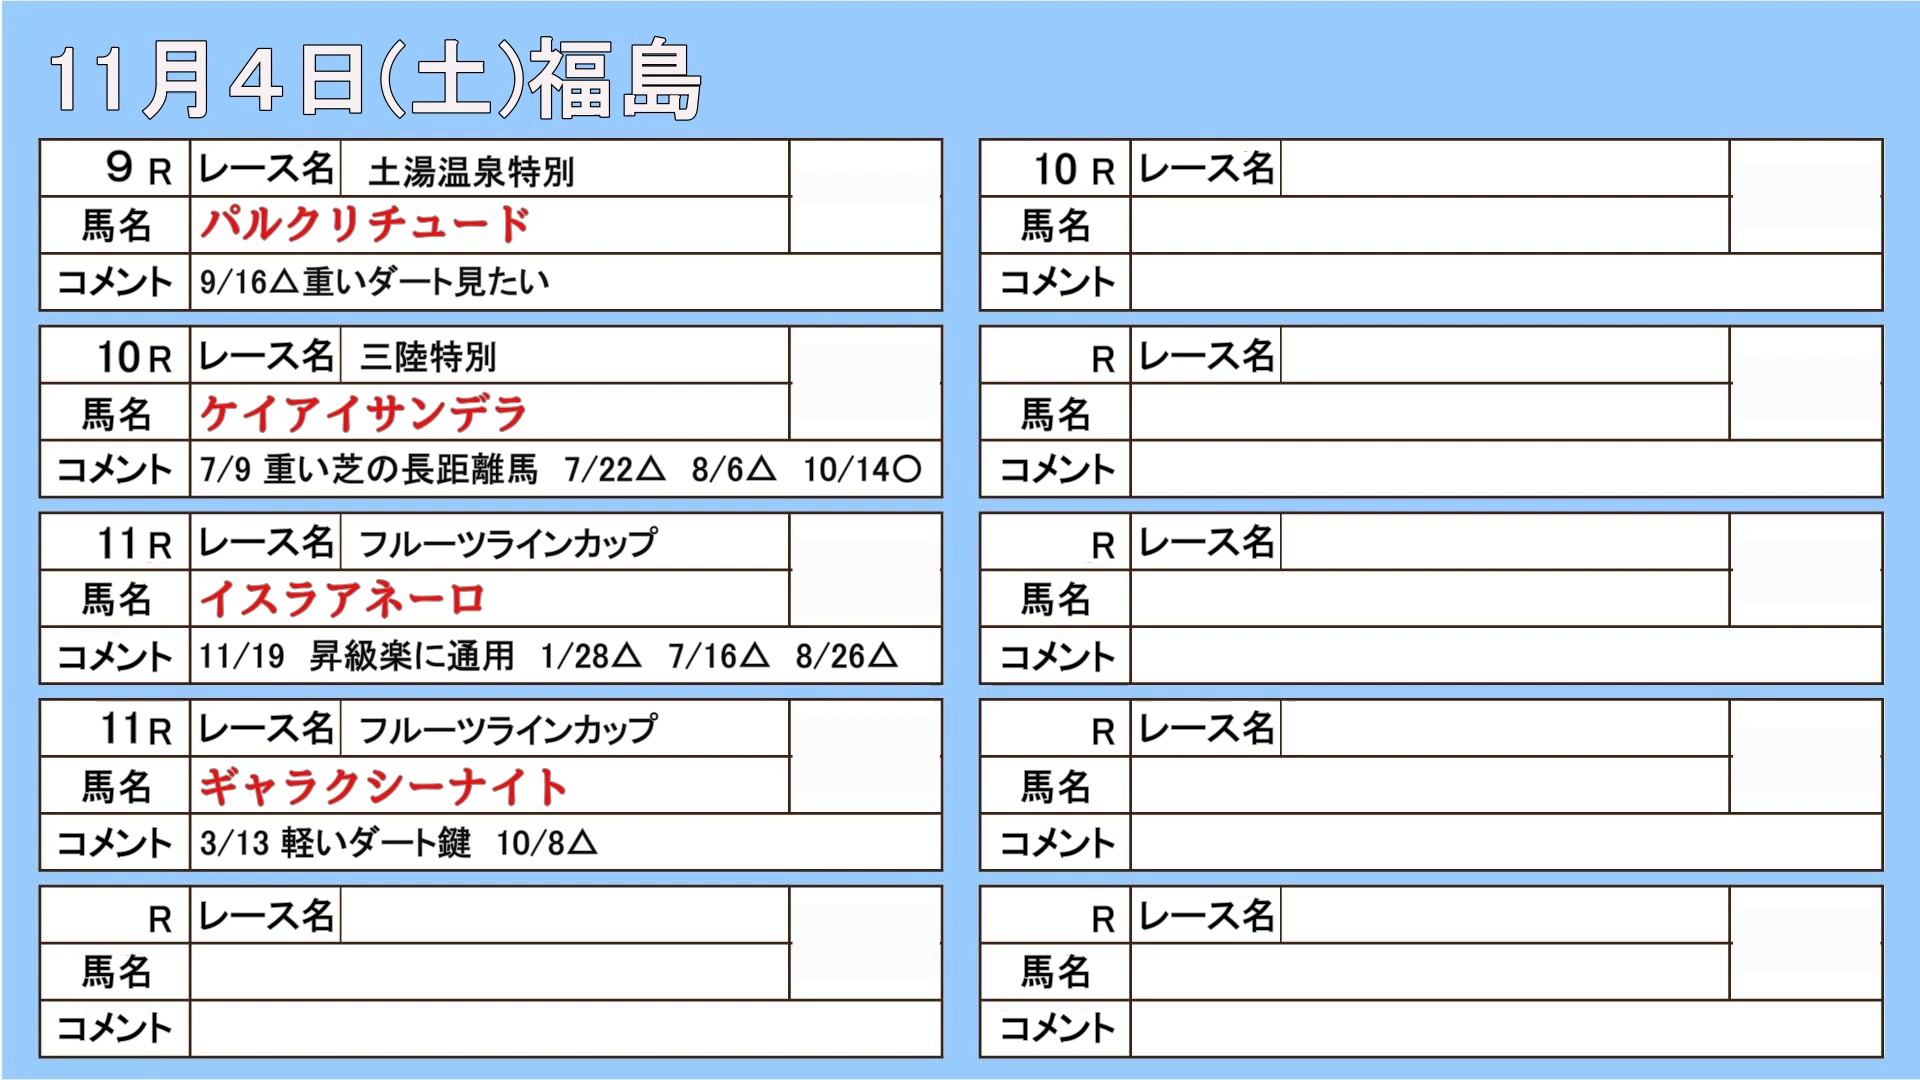 11月4日(土)福島
9 R レース名 土湯温泉特別
馬名 パルクリチュード
コメント 9/16△重いダート見たい
10 R レース名 三陸特別
馬名 ケイアイサンデラ
コメント 7/9 重い芝の長距離馬 7/22△ 8/6△ 10/14〇
11 R レース名 フルーツラインカップ
馬名 イスラアネーロ
コメント 11/19 昇級楽に通用 1/28△ 7/16△ 8/26△
11 R レース名 フルーツラインカップ
馬名 ギャラクシーナイト
コメント 3/13 軽いダート鍵 10/8△
R レース名
馬名
コメント
10 R レース名
馬名
コメント
R レース名
馬名
コメント
R レース名
馬名
コメント
R レース名
馬名
コメント
R レース名
馬名
コメント